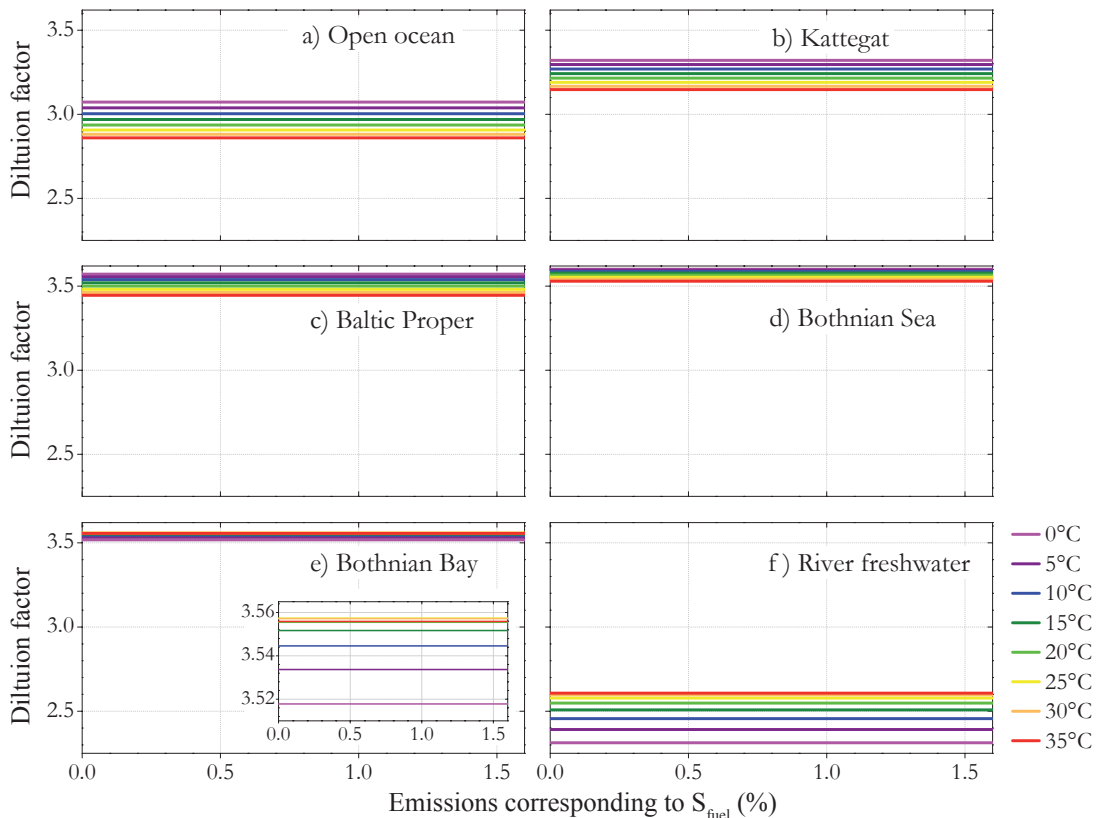 a) Open ocean
b) Kattegat
3.5
3.0
2.5
Diltuion factor
c) Baltic Proper
d) Bothnian Sea
3.5
3.0
2.5
Diltuion factor
e) Bothnian Bay
f ) River freshwater
3.5
3.0
2.5
Diltuion factor
3.56
3.54
3.52
0.0 0.5 1.0 1.5
0°C
5°C
10°C
15°C
20°C
25°C
30°C
35°C
0.0 0.5 1.0 1.5 0.0 0.5 1.0 1.5
Emissions corresponding to Sfuel (%)